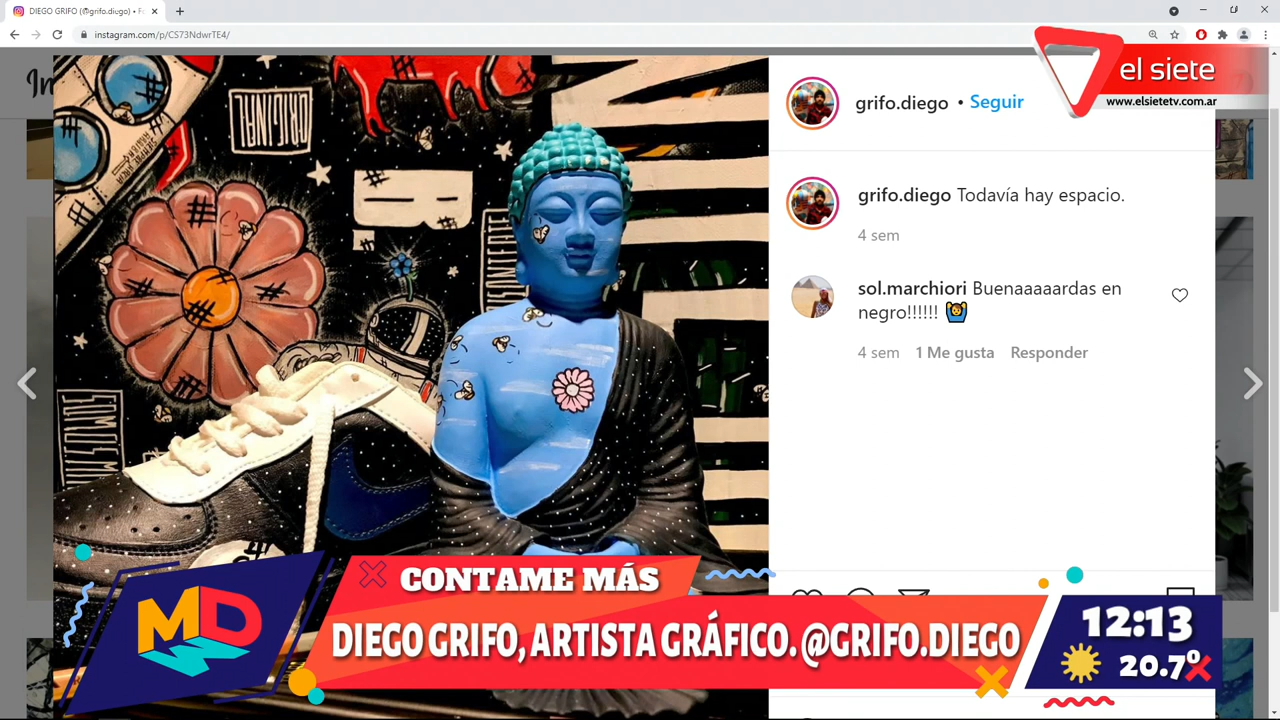 DIEGO GRIFO (@grifo.diego) •
instagram.com/p/CS73NdwrTE4/
el siete
www.elsietetv.com.ar
ORIGINAL
SOMOS
grifo.diego • Seguir
grifo.diego Todavía hay espacio.
4 sem
sol.marchiori Buenaaaaardas en
negro!!!!!! 🙆
4 sem 1 Me gusta Responder
CONTAME MÁS
MD
DIEGO GRIFO, ARTISTA GRÁFICO. @GRIFO.DIEGO
12:13
20.7º